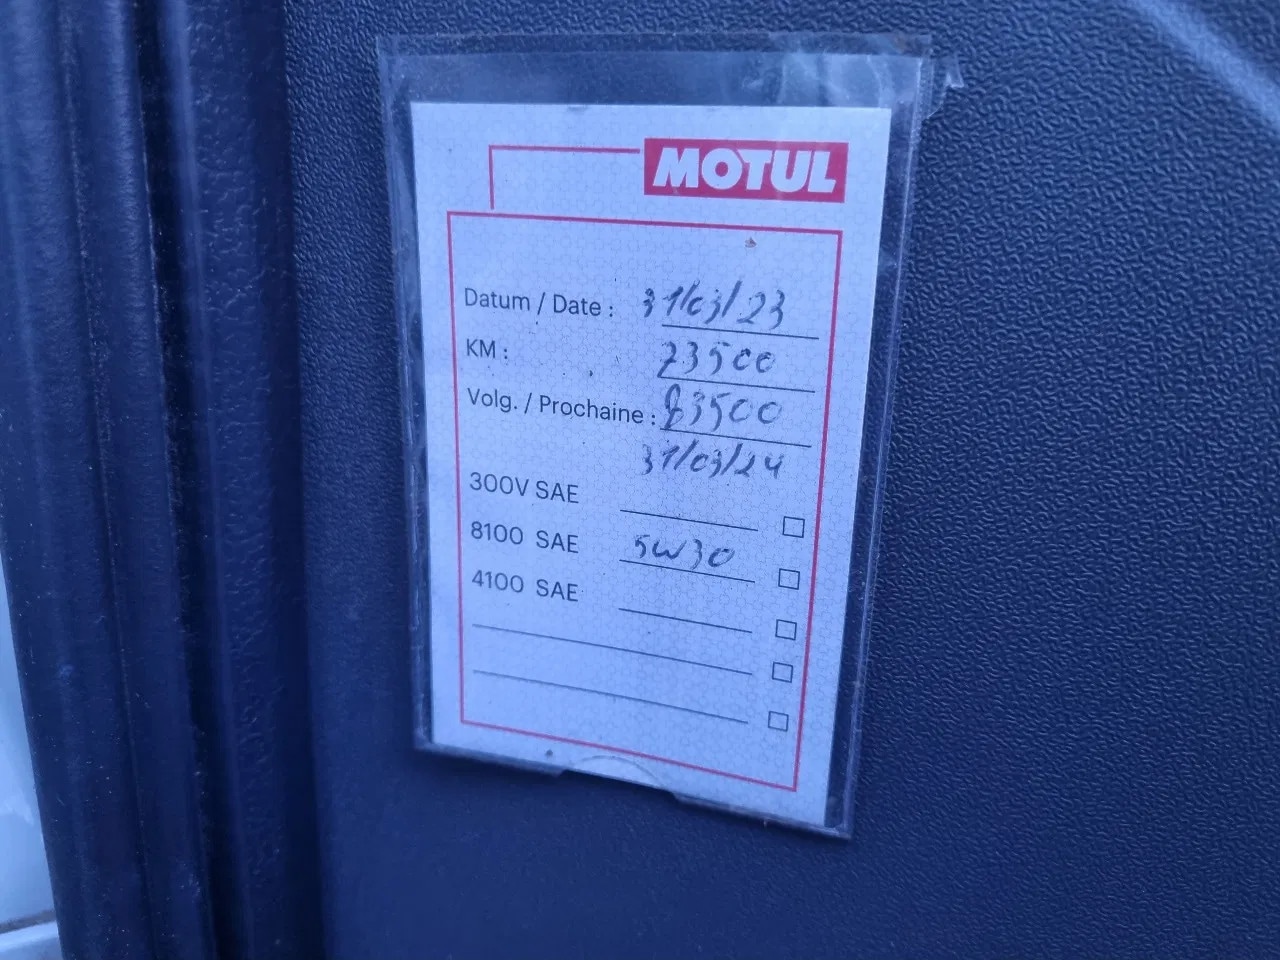 MOTUL
Datum / Date : 31/03/23
KM : 73500
Volg. / Prochaine : 83500
31/03/24
300V SAE
8100 SAE 5W30
4100 SAE